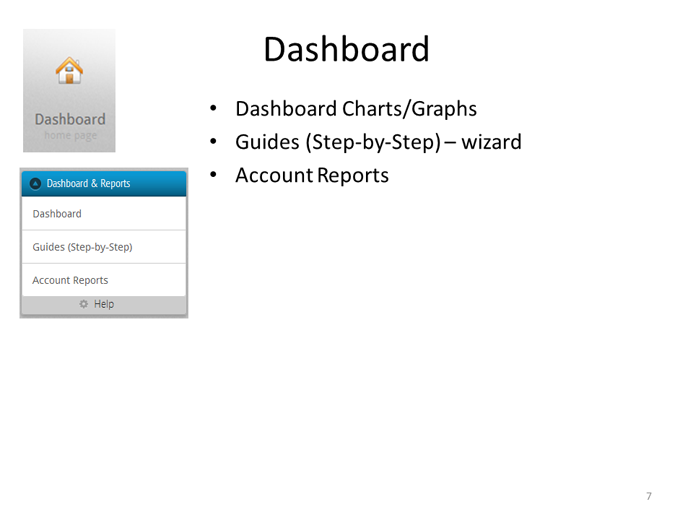 Dashboard
Dashboard
home page
• Dashboard Charts/Graphs
• Guides (Step-by-Step) – wizard
• Account Reports
Dashboard & Reports
Dashboard
Guides (Step-by-Step)
Account Reports
Help
7